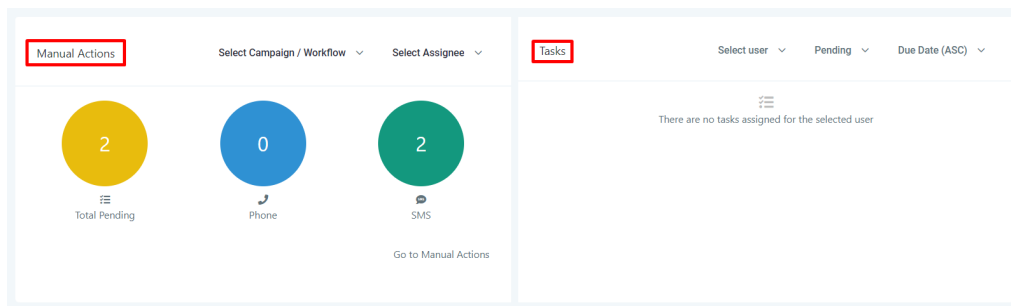 Manual Actions
Select Campaign / Workflow
Select Assignee
2
0
2
Total Pending
Phone
SMS
Go to Manual Actions
Tasks
Select user
Pending
Due Date (ASC)
There are no tasks assigned for the selected user